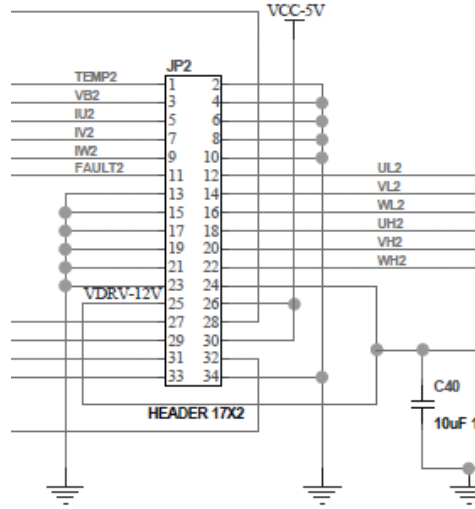 VCC-5V
JP2
TEMP2 1 2
VB2 3 4
IU2 5 6
IV2 7 8
IW2 9 10
FAULT2 11 12 UL2
13 14 VL2
15 16 WL2
17 18 UH2
19 20 VH2
21 22 WH2
23 24
VDRV-12V 25 26
27 28
29 30
31 32
33 34
C40
HEADER 17X2
10uF 1